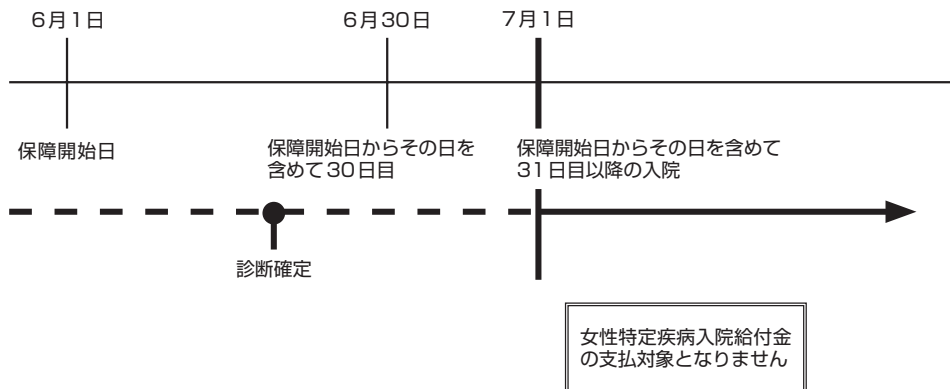 6月1日
6月30日
7月1日
保障開始日
保障開始日からその日を
含めて30日目
保障開始日からその日を含めて
31日目以降の入院
診断確定
女性特定疾病入院給付金
の支払対象となりません